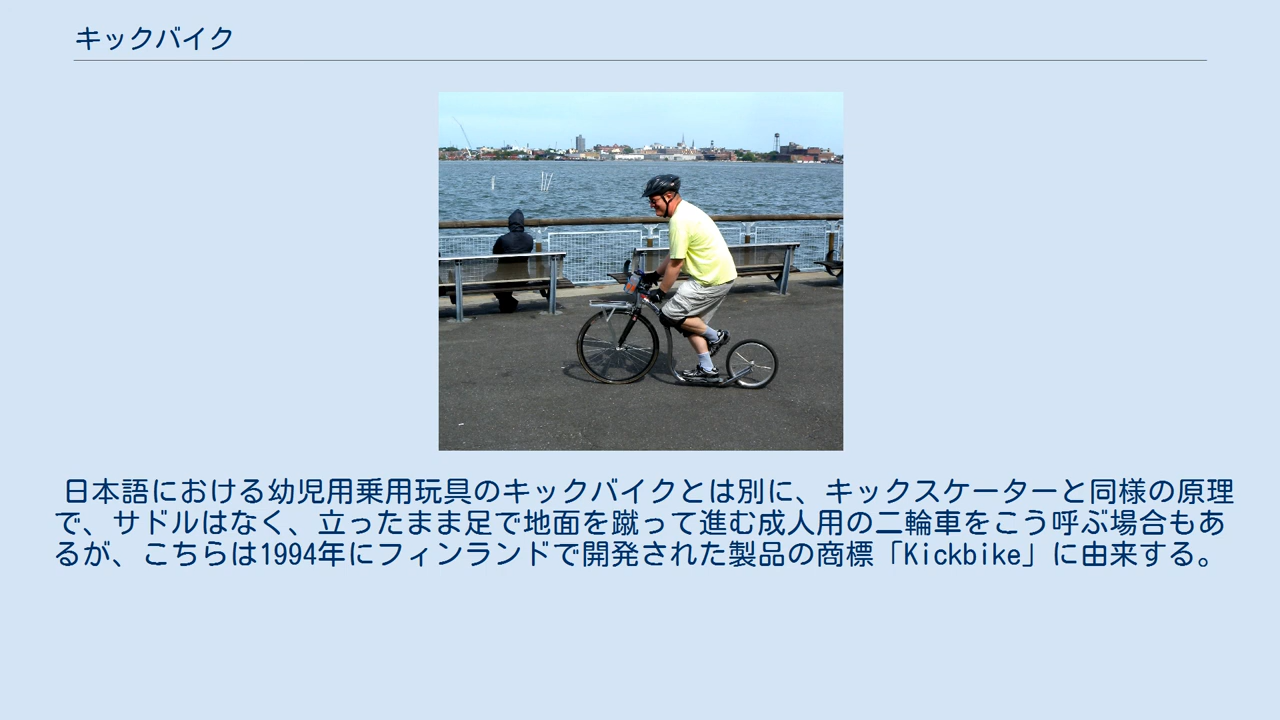 キックバイク
日本語における幼児用乗用玩具のキックバイクとは別に、キックスケーターと同様の原理
で、サドルはなく、立ったまま足で地面を蹴って進む成人用の二輪車をこう呼ぶ場合もあ
るが、こちらは1994年にフィンランドで開発された製品の商標「Kickbike」に由来する。